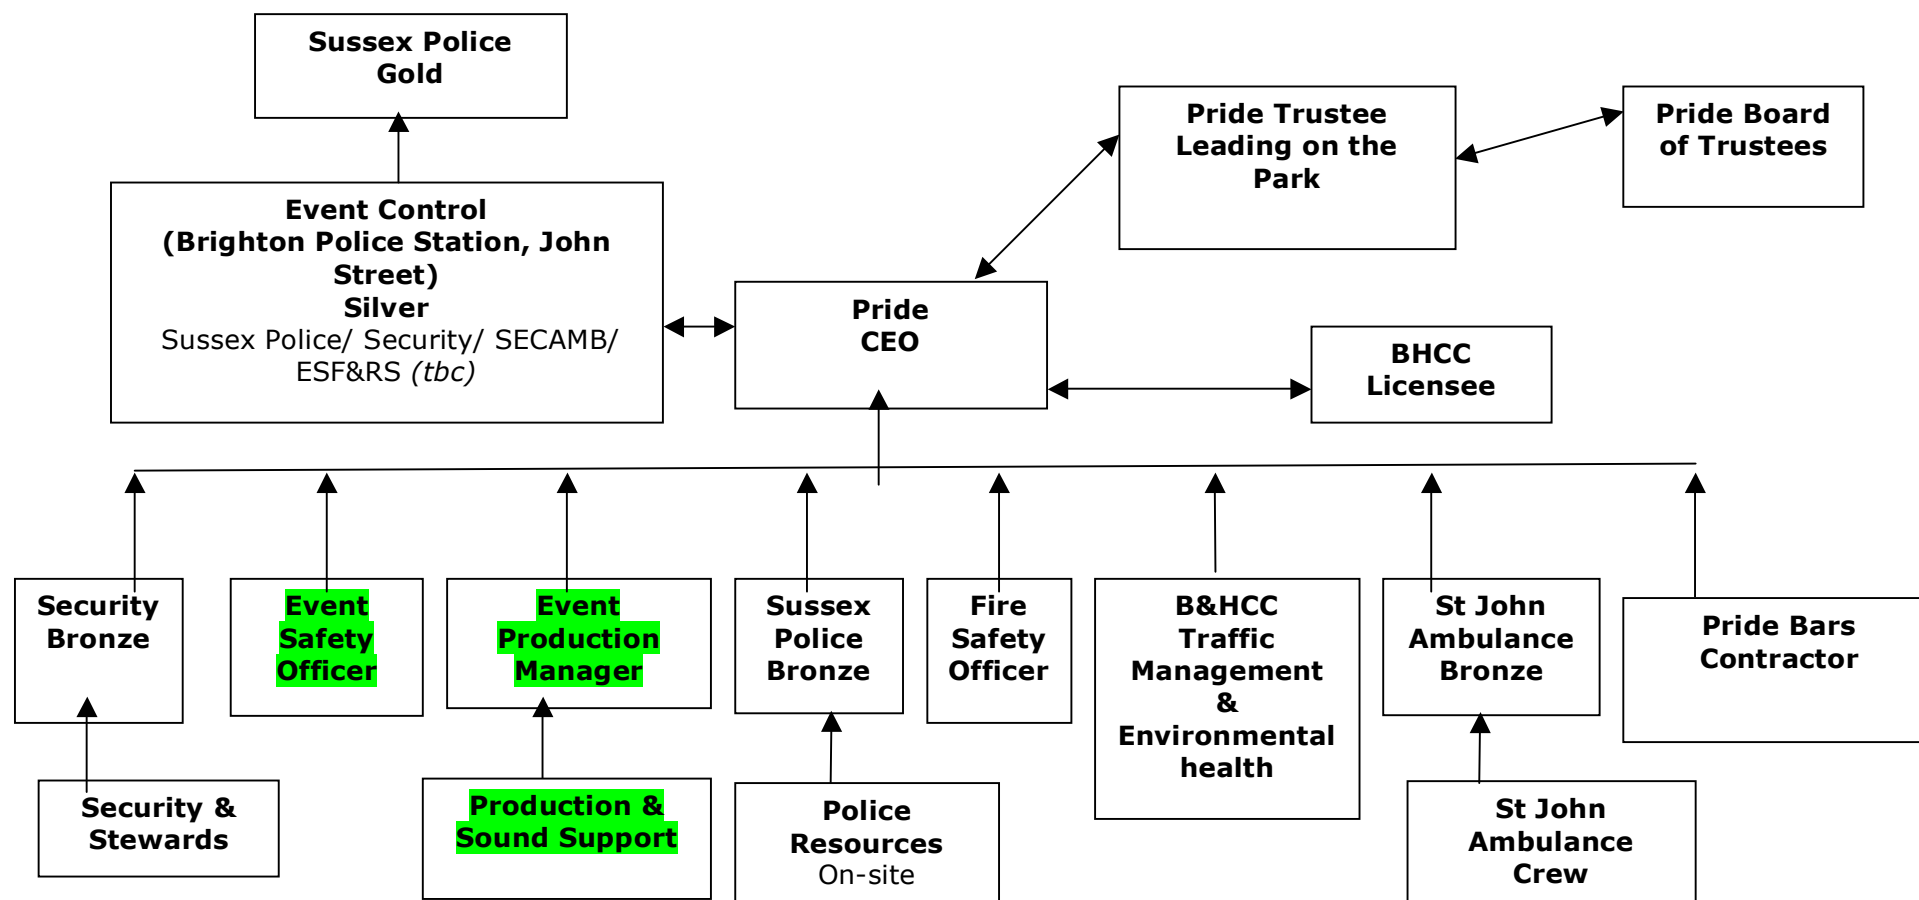 Sussex Police
Gold
Pride Trustee
Leading on the
Park
Pride Board
of Trustees
Event Control
(Brighton Police Station, John
Street)
Silver
Sussex Police/ Security/ SECAMB/
ESF&RS (tbc)
Pride
CEO
BHCC
Licensee
Security
Bronze
Event
Safety
Officer
Event
Production
Manager
Sussex
Police
Bronze
Fire
Safety
Officer
B&HCC
Traffic
Management
&
Environmental
health
St John
Ambulance
Bronze
Pride Bars
Contractor
Security &
Stewards
Production &
Sound Support
Police
Resources
On-site
St John
Ambulance
Crew